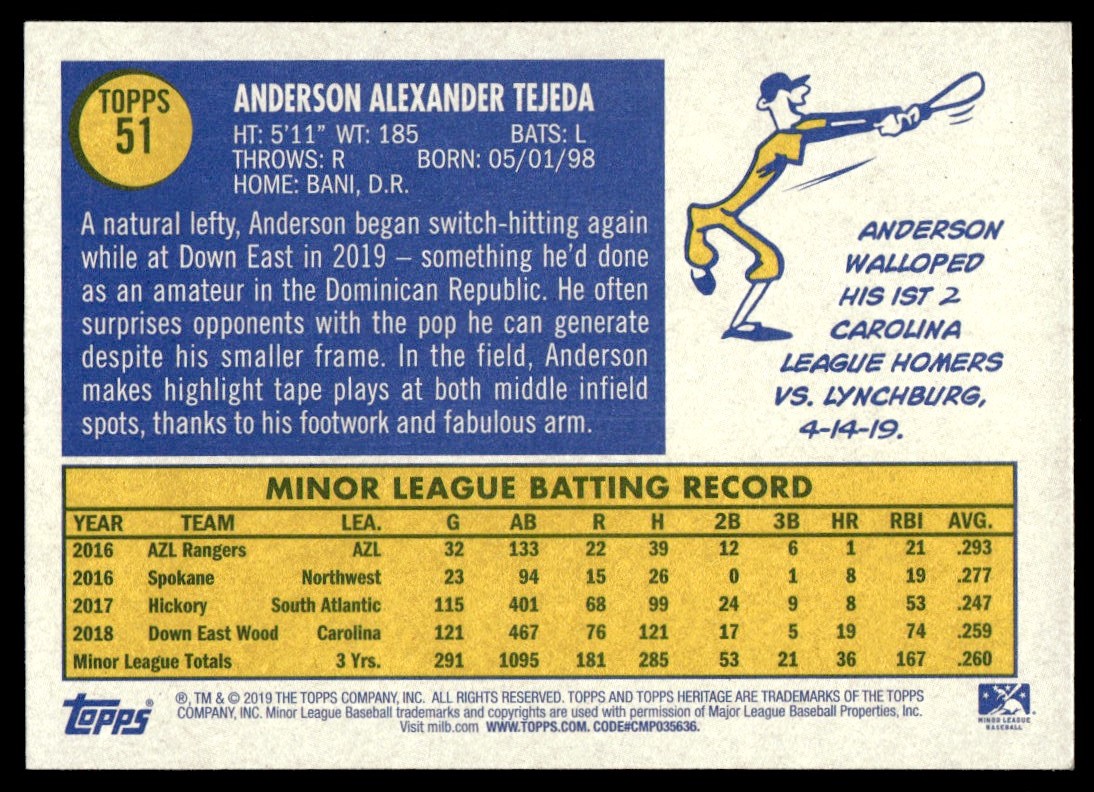 TOPPS
51
ANDERSON ALEXANDER TEJEDA
HT: 5'11" WT: 185 BATS: L
THROWS: R BORN: 05/01/98
HOME: BANI, D.R.
A natural lefty, Anderson began switch-hitting again
while at Down East in 2019 – something he'd done
as an amateur in the Dominican Republic. He often
surprises opponents with the pop he can generate
despite his smaller frame. In the field, Anderson
makes highlight tape plays at both middle infield
spots, thanks to his footwork and fabulous arm.
ANDERSON
WALLOPED
HIS 1ST 2
CAROLINA
LEAGUE HOMERS
VS. LYNCHBURG,
4-14-19.
MINOR LEAGUE BATTING RECORD
YEAR TEAM LEA. G AB R H 2B 3B HR RBI AVG.
2016 AZL Rangers AZL 32 133 22 39 12 6 1 21 .293
2016 Spokane Northwest 23 94 15 26 0 1 8 19 .277
2017 Hickory South Atlantic 115 401 68 99 24 9 8 53 .247
2018 Down East Wood Carolina 121 467 76 121 17 5 19 74 .259
Minor League Totals 3 Yrs. 291 1095 181 285 53 21 36 167 .260
topps®
®, TM & © 2019 THE TOPPS COMPANY, INC. ALL RIGHTS RESERVED. TOPPS AND TOPPS HERITAGE ARE TRADEMARKS OF THE TOPPS
COMPANY, INC. Minor League Baseball trademarks and copyrights are used with permission of Major League Baseball Properties, Inc.
Visit milb.com WWW.TOPPS.COM. CODE#CMP035636.
MINOR LEAGUE
BASEBALL